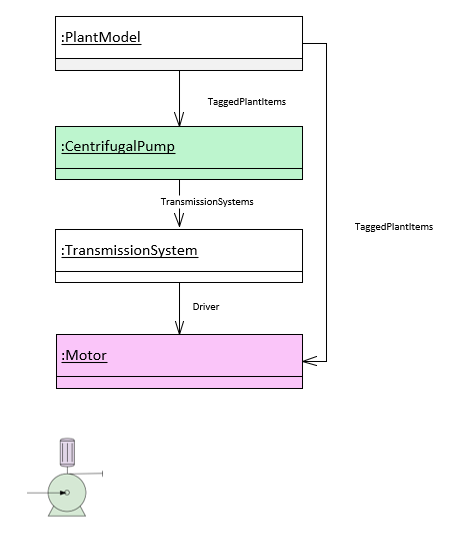 :PlantModel
TaggedPlantItems
:CentrifugalPump
TransmissionSystems
TaggedPlantItems
:TransmissionSystem
Driver
:Motor